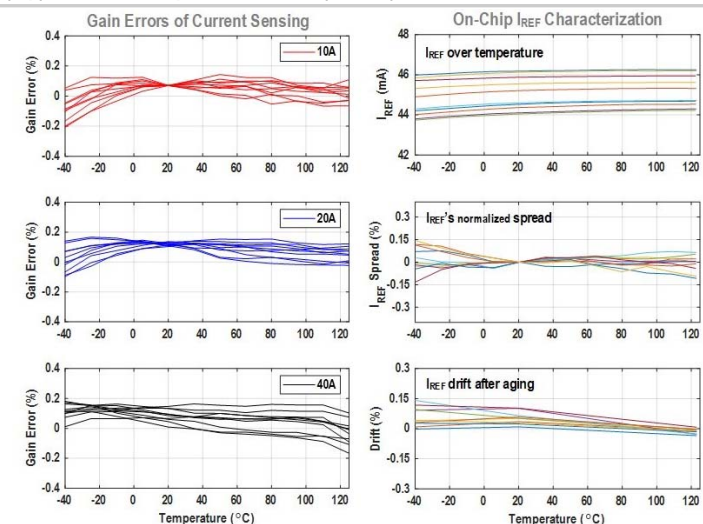 Gain Errors of Current Sensing
On-Chip IREF Characterization
0.4
0.2
0
-0.2
-0.4
Gain Error (%)
10A
-40 -20 0 20 40 60 80 100 120
48
46
44
42
IREF (mA)
IREF over temperature
-40 -20 0 20 40 60 80 100 120
0.4
0.2
0
-0.2
-0.4
Gain Error (%)
20A
-40 -20 0 20 40 60 80 100 120
0.3
0.15
0
-0.15
-0.3
IREF Spread (%)
IREF's normalized spread
-40 -20 0 20 40 60 80 100 120
0.4
0.2
0
-0.2
-0.4
Gain Error (%)
40A
-40 -20 0 20 40 60 80 100 120
Temperature (°C)
0.3
0.15
0
-0.15
-0.3
Drift (%)
IREF drift after aging
-40 -20 0 20 40 60 80 100 120
Temperature (°C)